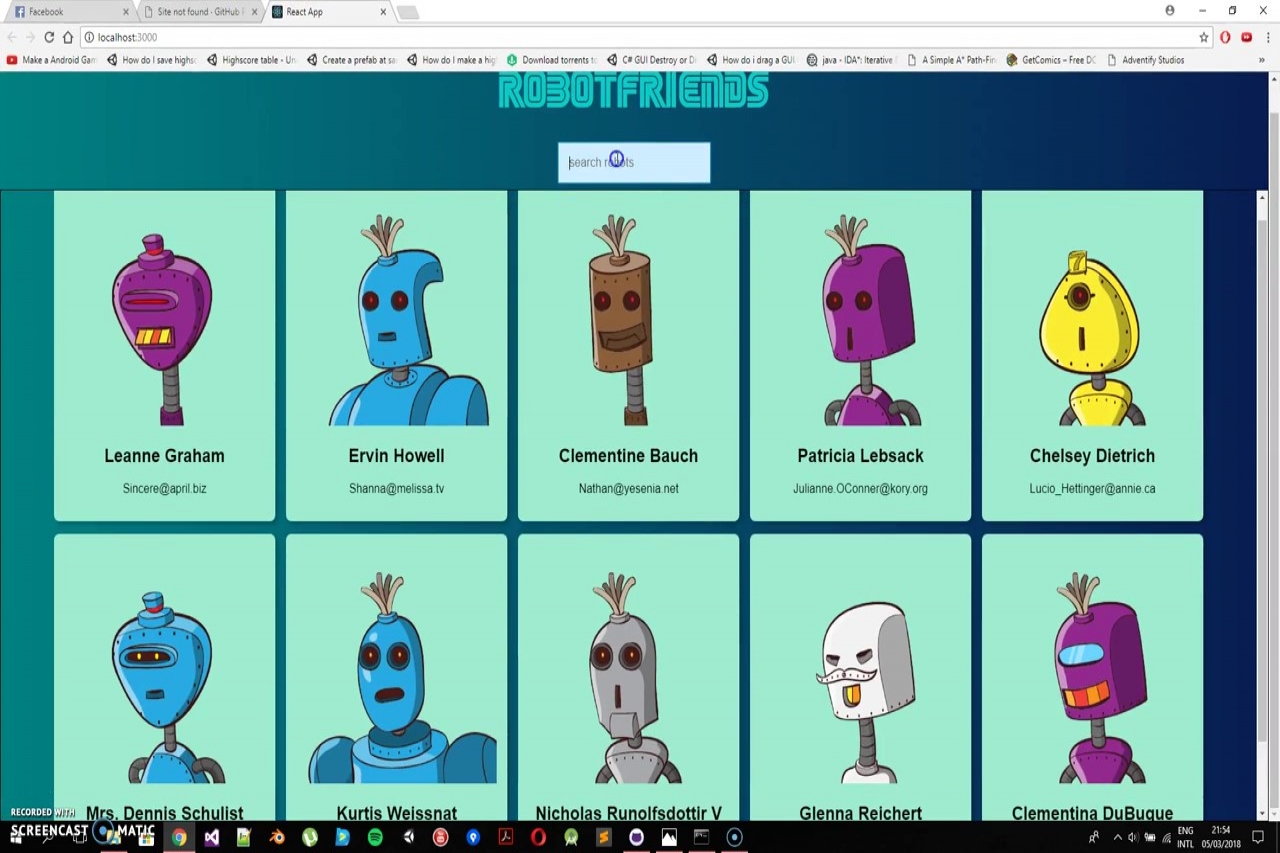 Facebook
Site not found · GitHub
React App
localhost:3000
Make a Android Gam
How do I save highsc
Highscore table - Un
Create a prefab at sa
How do I make a hig
Download torrents t
C# GUI Destroy or Di
How do i drag a GUI
java - IDA*: Iterative
A Simple A* Path-Fin
GetComics – Free DC
Adventify Studios
»
ROBOTFRIENDS
search robots
Leanne Graham
Ervin Howell
Clementine Bauch
Patricia Lebsack
Chelsey Dietrich
Sincere@april.biz
Shanna@melissa.tv
Nathan@yesenia.net
Julianne.OConner@kory.org
Lucio_Hettinger@annie.ca
Mrs. Dennis Schulist
Kurtis Weissnat
Nicholas Runolfsdottir V
Glenna Reichert
Clementina DuBuque
RECORDED WITH
SCREENCAST MATIC
ENG
INTL
21:54
05/03/2018